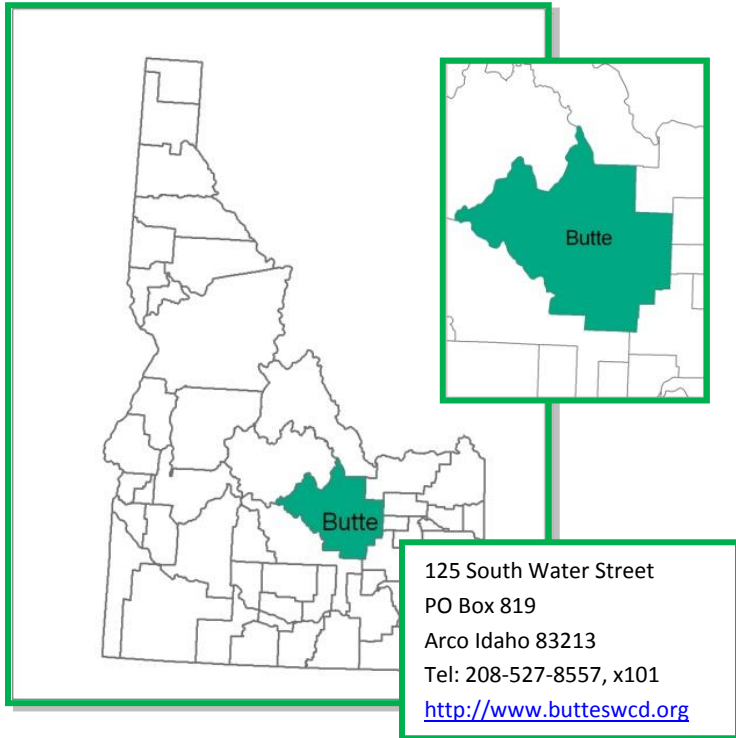 Butte
Butte
125 South Water Street
PO Box 819
Arco Idaho 83213
Tel: 208-527-8557, x101
http://www.butteswcd.org